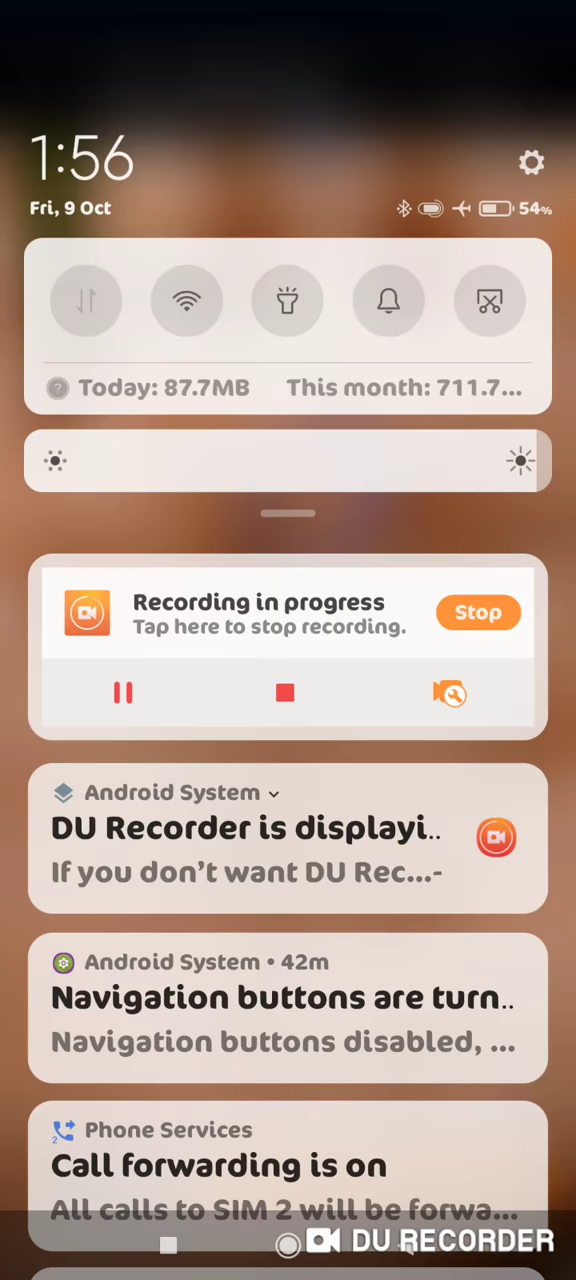 1:56
Fri, 9 Oct
54%
Today: 87.7MB This month: 711.7...
Recording in progress
Tap here to stop recording.
Stop
Android System
DU Recorder is displayi..
If you don’t want DU Rec...-
Android System • 42m
Navigation buttons are turn..
Navigation buttons disabled, ...
2
Phone Services
Call forwarding is on
All calls to SIM 2 will be forwa...
DU RECORDER